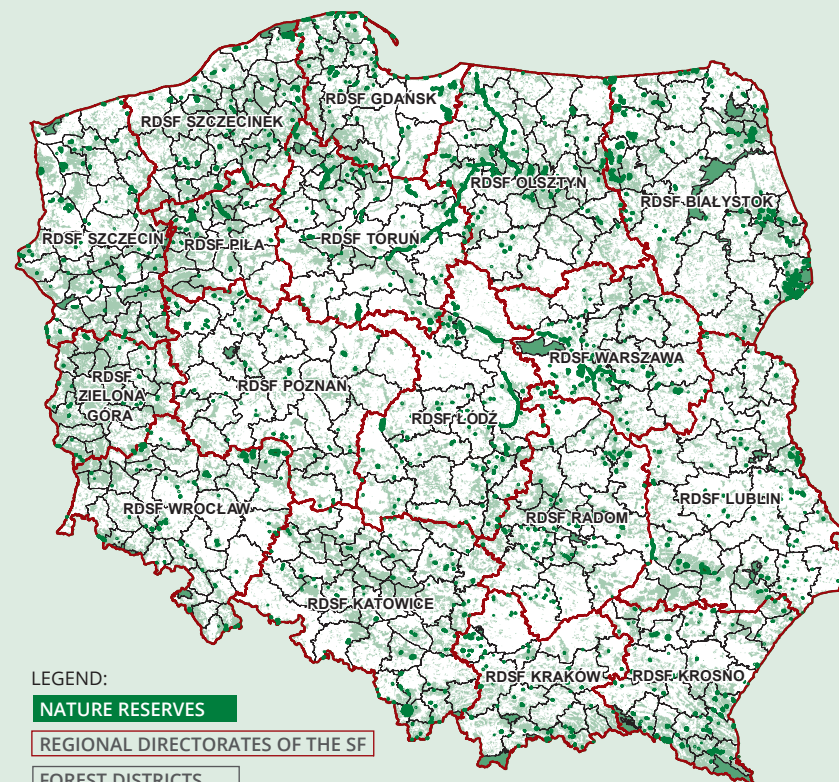 RDSF GDAŃSK
RDSF SZCZECINEK
RDSF OLSZTYN
RDSF BIAŁYSTOK
RDSF SZCZECIN
RDSF PIŁA
RDSF TORUŃ
RDSF WARSZAWA
RDSF
ZIELONA
GÓRA
RDSF POZNAŃ
RDSF ŁÓDŹ
RDSF LUBLIN
RDSF WROCŁAW
RDSF RADOM
RDSF KATOWICE
RDSF KRAKÓW
RDSF KROSNO
LEGEND:
NATURE RESERVES
REGIONAL DIRECTORATES OF THE SF
FOREST DISTRICTS